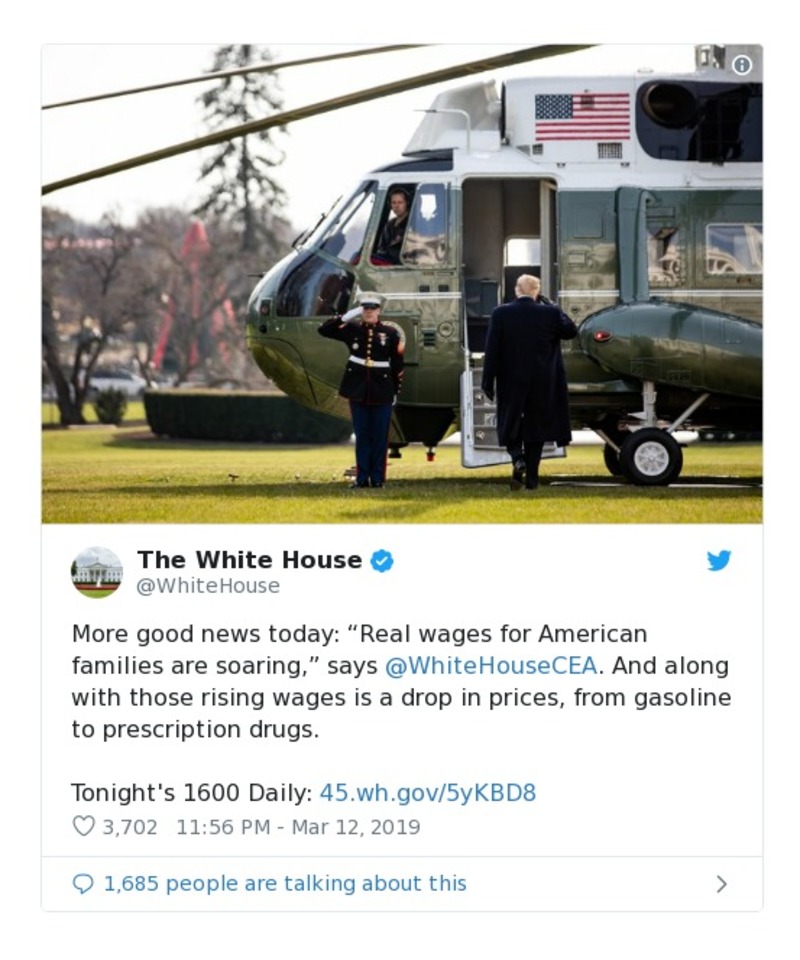 The White House
@WhiteHouse
More good news today: “Real wages for American
families are soaring,” says @WhiteHouseCEA. And along
with those rising wages is a drop in prices, from gasoline
to prescription drugs.
Tonight's 1600 Daily: 45.wh.gov/5yKBD8
3,702 11:56 PM - Mar 12, 2019
1,685 people are talking about this